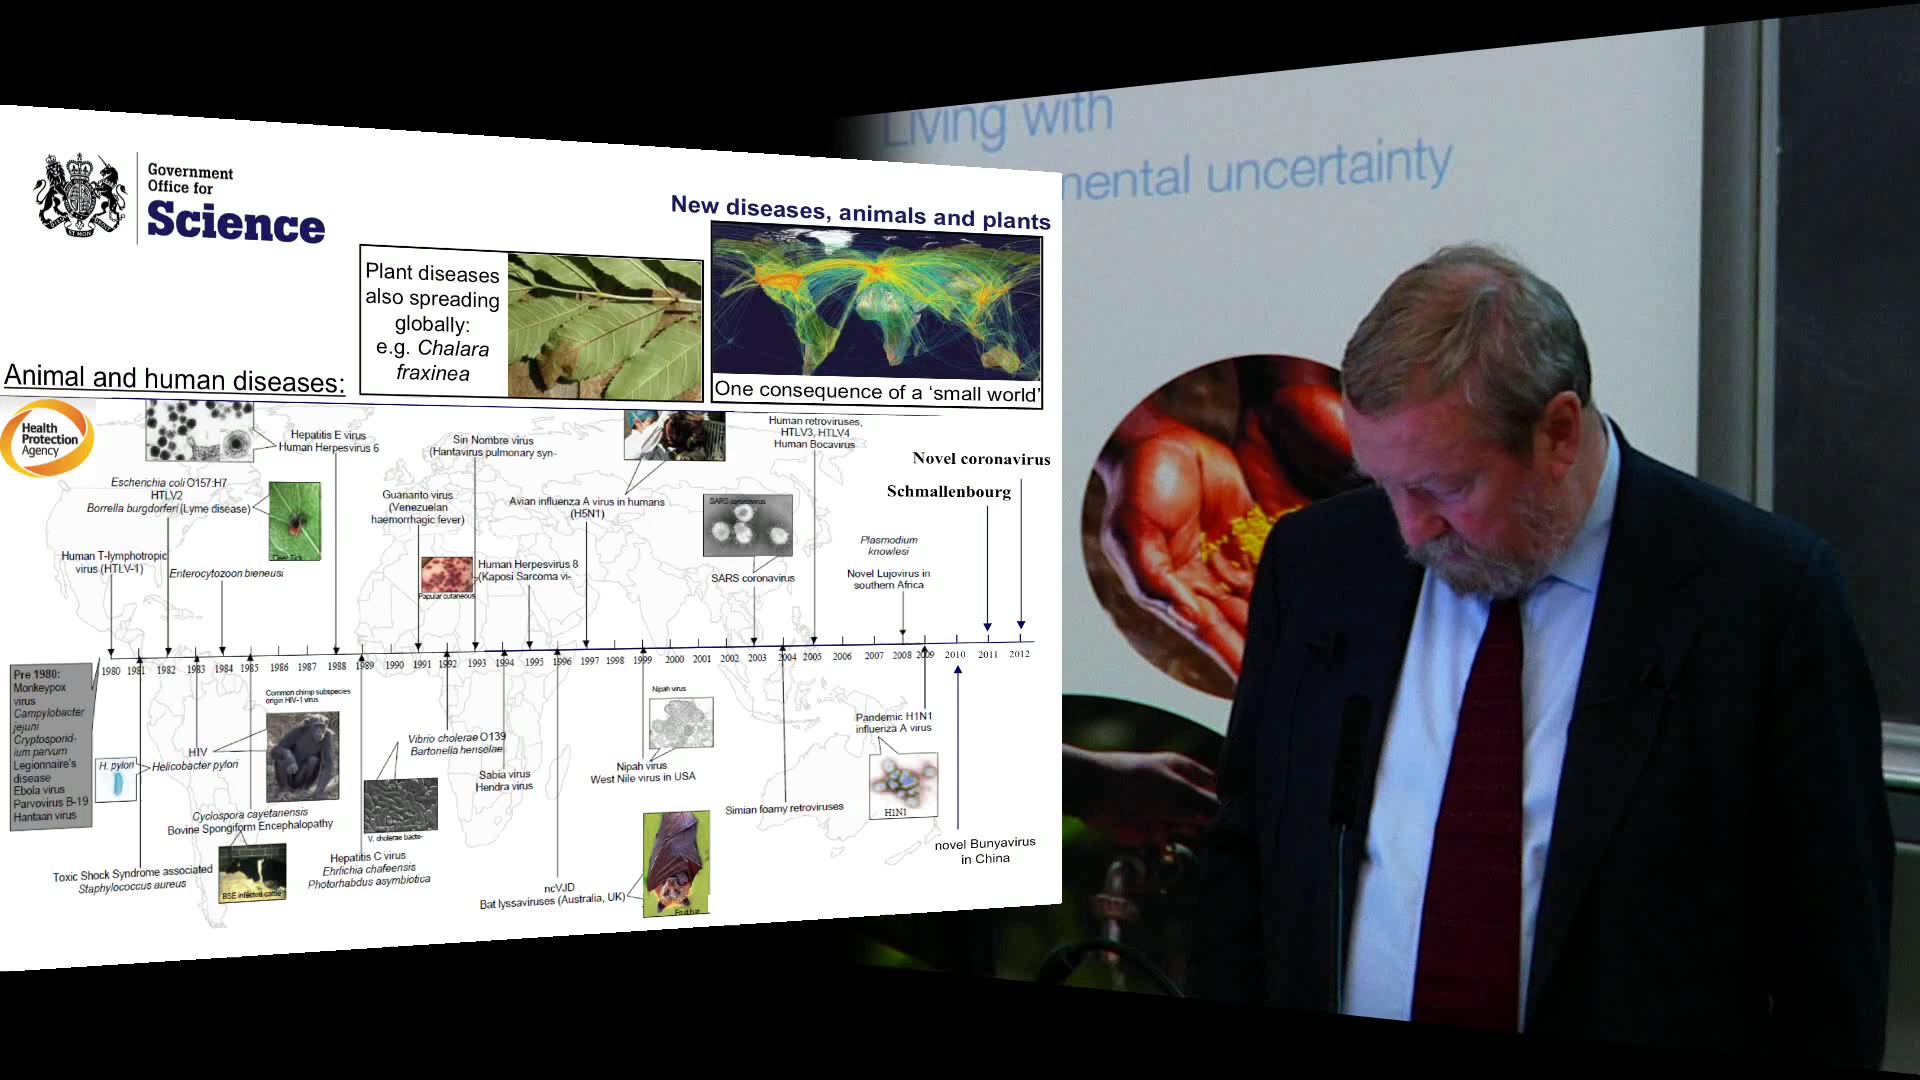 Living with
mental uncertainty
Government
Office for
Science
New diseases, animals and plants
Plant diseases
also spreading
globally:
e.g. Chalara
fraxinea
One consequence of a ‘small world’
Animal and human diseases:
Health
Protection
Agency
Hepatitis E virus
Human Herpesvirus 6
Sin Nombre virus
(Hantavirus pulmonary syn-
Human retroviruses,
HTLV3, HTLV4
Human Bocavirus
Novel coronavirus
Schmallenbourg
Escherichia coli O157:H7
HTLV2
Borrella burgdorferi (Lyme disease)
Deer Tick
Guanarito virus
(Venezuelan
haemorrhagic fever)
Avian influenza A virus in humans
(H5N1)
SARS coronavirus
Plasmodium
knowlesi
Human T-lymphotropic
virus (HTLV-1)
Enterocytozoon bieneusi
Papular cutaneous
Human Herpesvirus 8
(Kaposi Sarcoma vi-
SARS coronavirus
Novel Lujovirus in
southern Africa
1980 1981 1982 1983 1984 1985 1986 1987 1988 1989 1990 1991 1992 1993 1994 1995 1996 1997 1998 1999 2000 2001 2002 2003 2004 2005 2006 2007 2008 2009 2010 2011 2012
Pre 1980:
Monkeypox
virus
Campylobacter
jejuni
Cryptosporid-
ium parvum
Legionnaire's
disease
Ebola virus
Parvovirus B-19
Hantaan virus
Common chimp subspecies
origin HIV-1 virus
HIV
H. pylori
Helicobacter pylori
Vibrio cholerae O139
Bartonella henselae
Sabia virus
Hendra virus
Nipah virus
Nipah virus
West Nile virus in USA
Pandemic H1N1
influenza A virus
H1N1
Simian foamy retroviruses
Cyclospora cayetanensis
Bovine Spongiform Encephalopathy
BSE infected cattle
V. cholerae bacte-
Toxic Shock Syndrome associated
Staphylococcus aureus
Hepatitis C virus
Ehrlichia chafeensis
Photorhabdus asymbiotica
ncVJD
Bat lyssaviruses (Australia, UK)
Fruit bat
novel Bunyavirus
in China